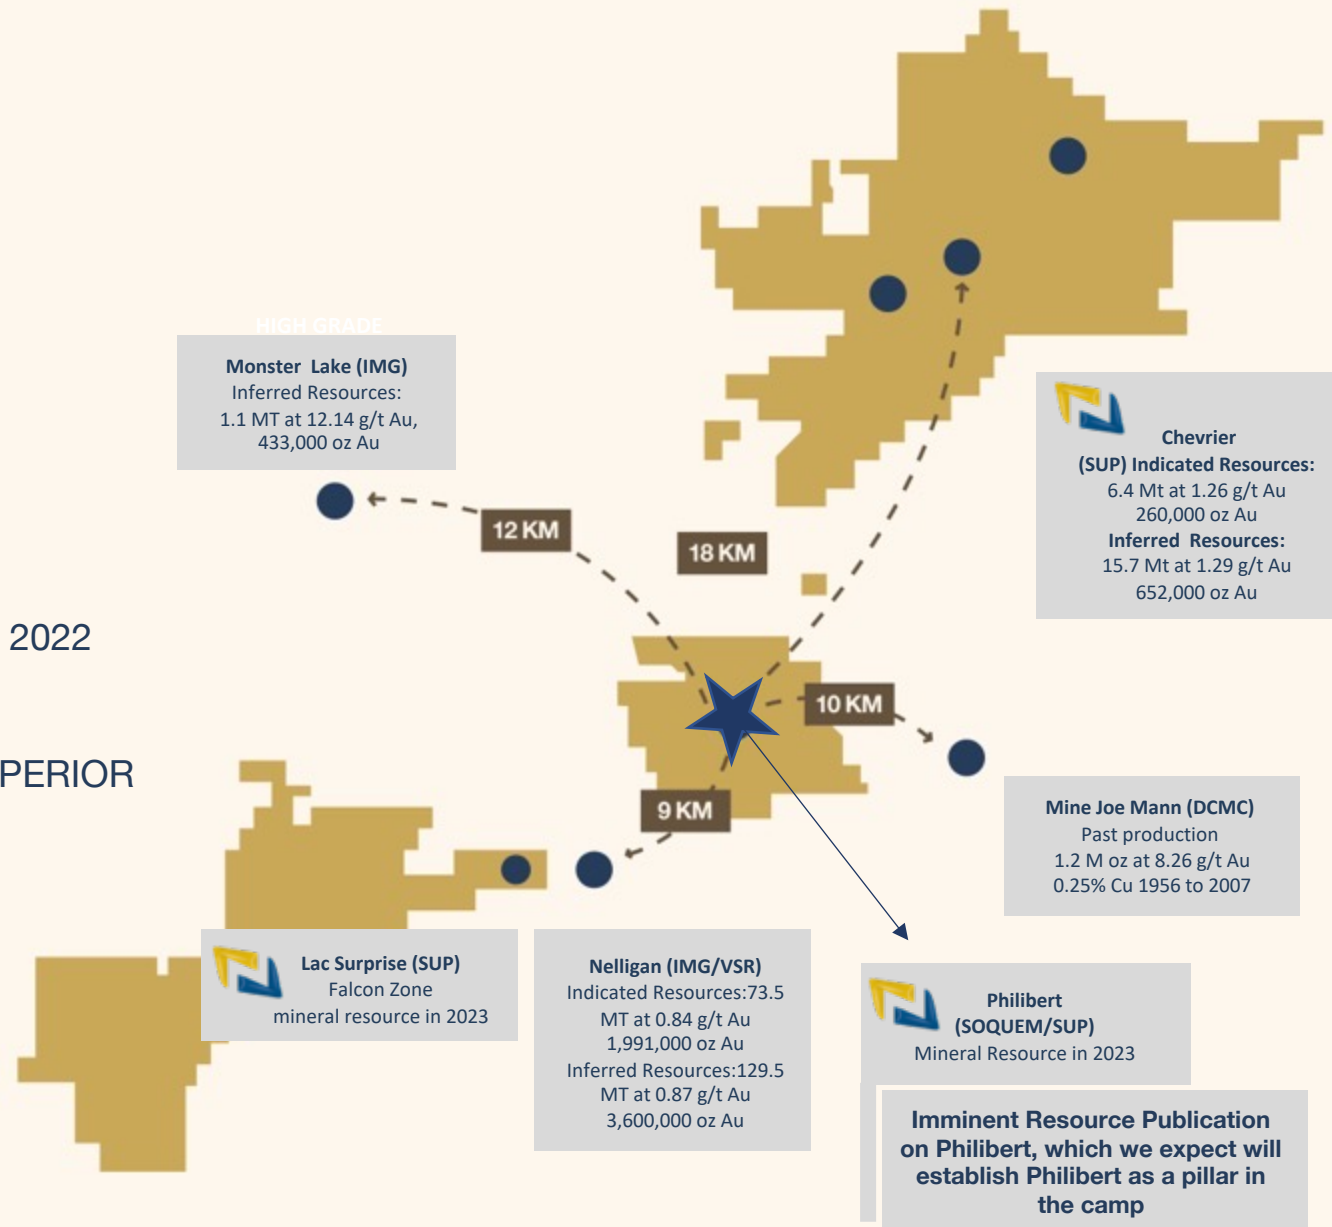 HIGH GRADE
Monster Lake (IMG)
Inferred Resources:
1.1 MT at 12.14 g/t Au,
433,000 oz Au
Chevrier
(SUP) Indicated Resources:
6.4 Mt at 1.26 g/t Au
260,000 oz Au
Inferred Resources:
15.7 Mt at 1.29 g/t Au
652,000 oz Au
12 KM
18 KM
2022
10 KM
PERIOR
9 KM
Mine Joe Mann (DCMC)
Past production
1.2 M oz at 8.26 g/t Au
0.25% Cu 1956 to 2007
Lac Surprise (SUP)
Falcon Zone
mineral resource in 2023
Nelligan (IMG/VSR)
Indicated Resources:73.5
MT at 0.84 g/t Au
1,991,000 oz Au
Inferred Resources:129.5
MT at 0.87 g/t Au
3,600,000 oz Au
Philibert
(SOQUEM/SUP)
Mineral Resource in 2023
Imminent Resource Publication
on Philibert, which we expect will
establish Philibert as a pillar in
the camp